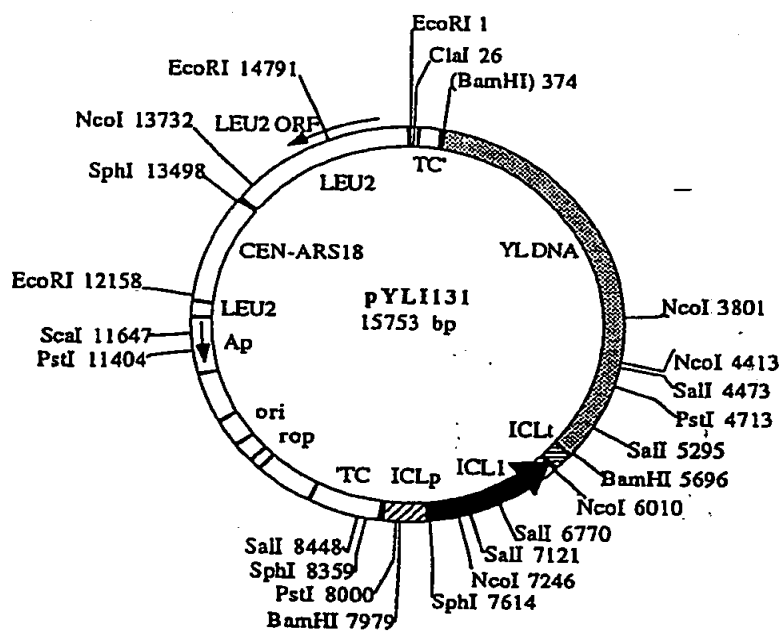 EcoRI 1
ClaI 26
(BamHI) 374
EcoRI 14791
LEU2 ORF
NcoI 13732
TC'
LEU2
SphI 13498
CEN-ARS18
YL DNA
EcoRI 12158
LEU2
pYLI131
15753 bp
NcoI 3801
ScaI 11647
Ap
PstI 11404
NcoI 4413
SalI 4473
PstI 4713
ori
rop
ICLt
SalI 5295
'TC
ICLp
ICL1
BamHI 5696
NcoI 6010
SalI 6770
SalI 8448
SalI 7121
SphI 8359
NcoI 7246
PstI 8000
SphI 7614
BamHI 7979